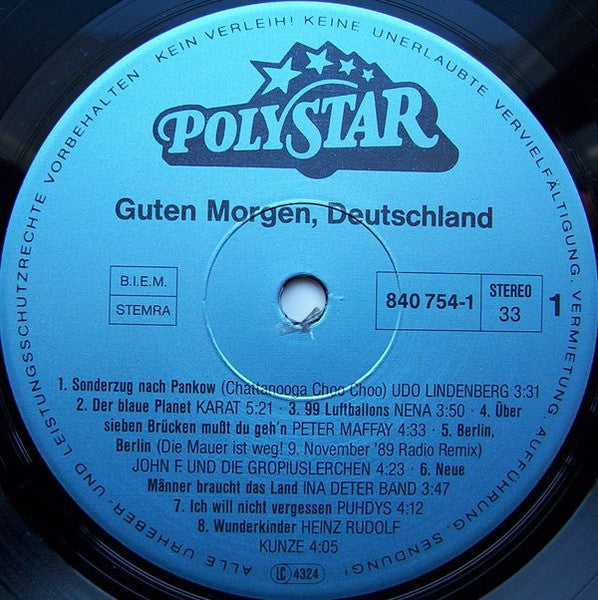 ALLE URHEBER- UND LEISTUNGSSCHUTZRECHTE VORBEHALTEN KEIN VERLEIH! KEINE UNERLAUBTE VERVIELFÄLTIGUNG, VERMIETUNG, AUFFÜHRUNG, SENDUNG!
POLYSTAR
Guten Morgen, Deutschland
B.I.E.M.
STEMRA
840 754-1
STEREO
33
1
1. Sonderzug nach Pankow (Chattanooga Choo Choo) UDO LINDENBERG 3:31
2. Der blaue Planet KARAT 5:21 · 3. 99 Luftballons NENA 3:50 · 4. Über
sieben Brücken mußt du geh'n PETER MAFFAY 4:33 · 5. Berlin,
Berlin (Die Mauer ist weg! 9. November '89 Radio Remix)
JOHN F. UND DIE GROPIUSLERCHEN 4:23 · 6. Neue
Männer braucht das Land INA DETER BAND 3:47
7. Ich will nicht vergessen PUHDYS 4:12
8. Wunderkinder HEINZ RUDOLF
KUNZE 4:05
LC 4324